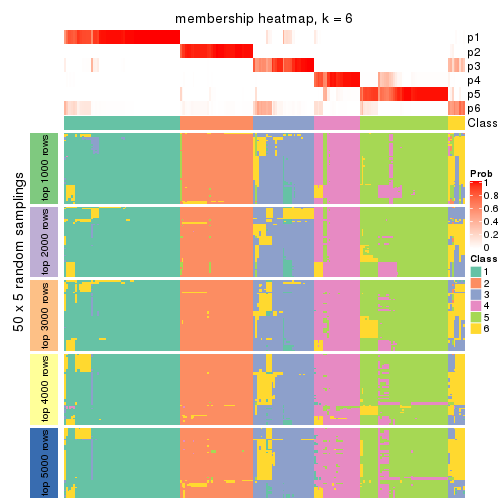 membership heatmap, k = 6
p1
p2
p3
p4
p5
p6
Class
50 x 5 random samplings
top 1000 rows
top 2000 rows
top 3000 rows
top 4000 rows
top 5000 rows
Prob
1
0.8
0.6
0.4
0.2
0
Class
1
2
3
4
5
6